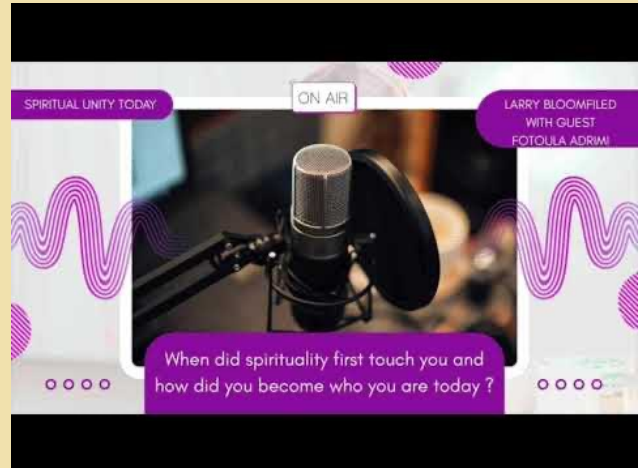 SPIRITUAL UNITY TODAY
ON AIR
LARRY BLOOMFILED
WITH GUEST
FOTOULA ADRIMI
When did spirituality first touch you and
how did you become who you are today ?